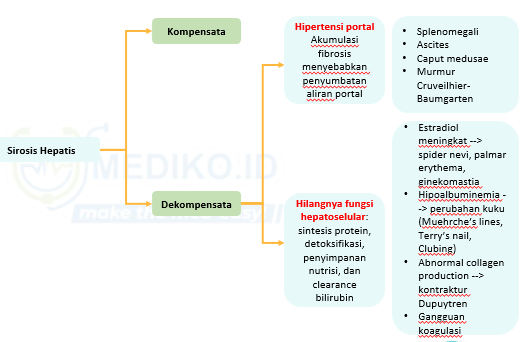 Sirosis Hepatis
Kompensata
Dekompensata
Hipertensi portal
Akumulasi
fibrosis
menyebabkan
penyumbatan
aliran portal
• Splenomegali
• Ascites
• Caput medusae
• Murmur
Cruveilhier-
Baumgarten
Hilangnya fungsi
hepatoselular:
sintesis protein,
detoksifikasi,
penyimpanan
nutrisi, dan
clearance
bilirubin
• Estradiol
meningkat -->
spider nevi, palmar
erythema,
ginekomastia
• Hipoalbuminemia -
-> perubahan kuku
(Muehrche's lines,
Terry's nail,
Clubing)
• Abnormal collagen
production -->
kontraktur
Dupuytren
• Gangguan
koagulasi
MEDIKO.ID